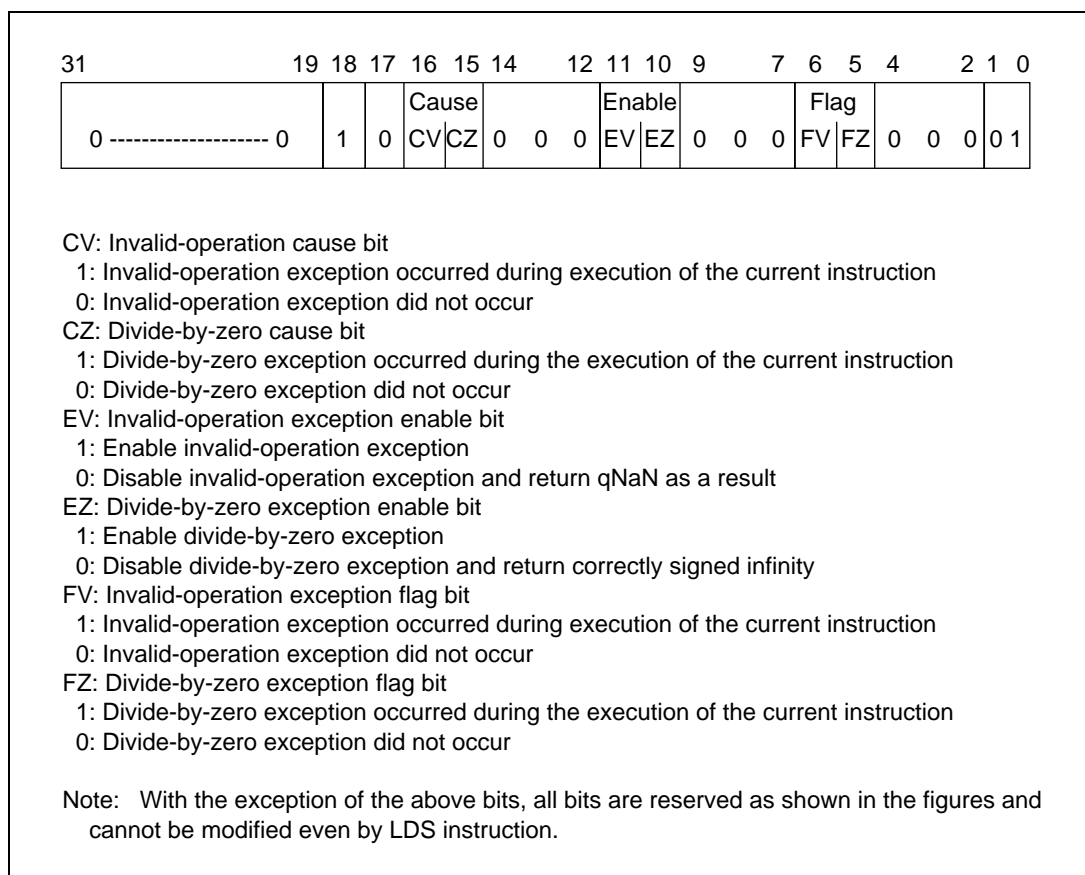 31 19 18 17 16 15 14 12 11 10 9 7 6 5 4 2 1 0
Cause Enable Flag
0 -------------------- 0 1 0 CV CZ 0 0 0 EV EZ 0 0 0 FV FZ 0 0 0 0 1
CV: Invalid-operation cause bit
1: Invalid-operation exception occurred during execution of the current instruction
0: Invalid-operation exception did not occur
CZ: Divide-by-zero cause bit
1: Divide-by-zero exception occurred during the execution of the current instruction
0: Divide-by-zero exception did not occur
EV: Invalid-operation exception enable bit
1: Enable invalid-operation exception
0: Disable invalid-operation exception and return qNaN as a result
EZ: Divide-by-zero exception enable bit
1: Enable divide-by-zero exception
0: Disable divide-by-zero exception and return correctly signed infinity
FV: Invalid-operation exception flag bit
1: Invalid-operation exception occurred during execution of the current instruction
0: Invalid-operation exception did not occur
FZ: Divide-by-zero exception flag bit
1: Divide-by-zero exception occurred during the execution of the current instruction
0: Divide-by-zero exception did not occur
Note: With the exception of the above bits, all bits are reserved as shown in the figures and
cannot be modified even by LDS instruction.